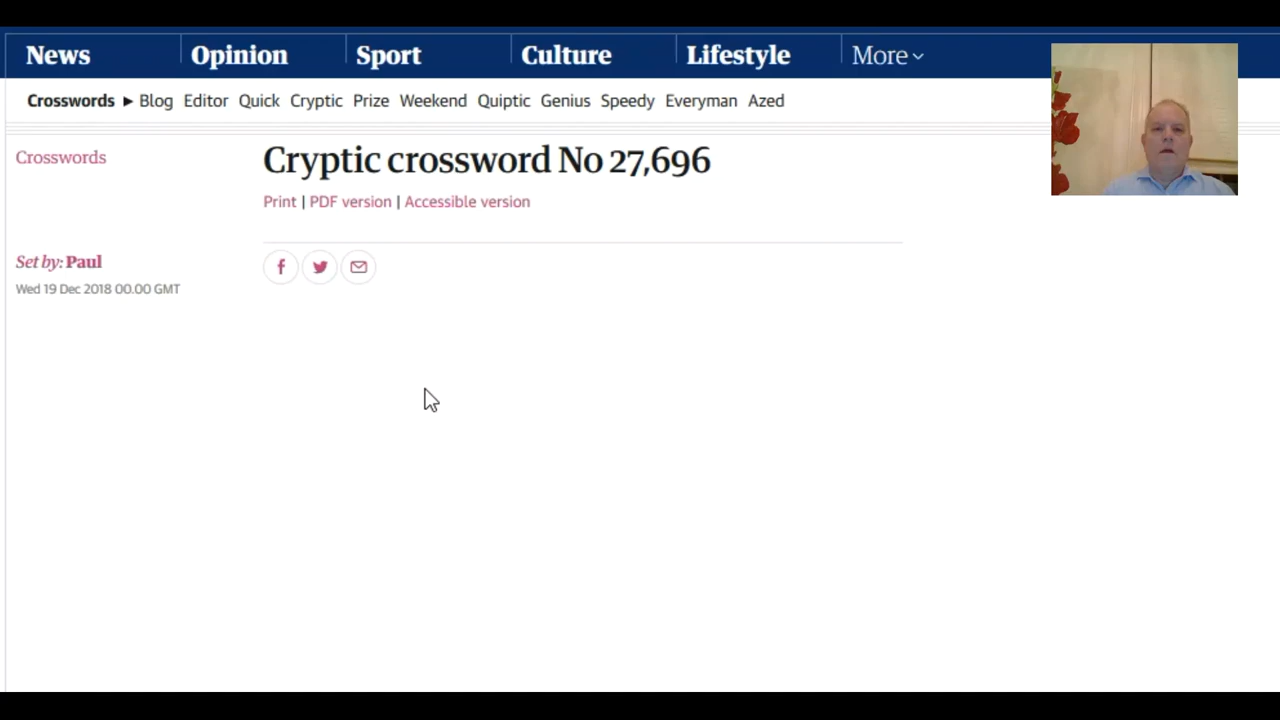 News Opinion Sport Culture Lifestyle More
Crosswords ▶ Blog Editor Quick Cryptic Prize Weekend Quiptic Genius Speedy Everyman Azed
Crosswords
Cryptic crossword No 27,696
Print | PDF version | Accessible version
Set by: Paul
Wed 19 Dec 2018 00.00 GMT